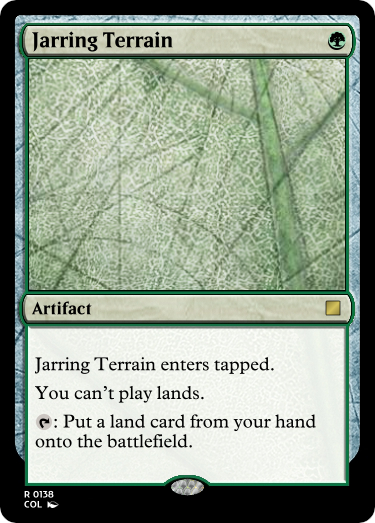 Jarring Terrain
Artifact
Jarring Terrain enters tapped.
You can't play lands.
: Put a land card from your hand
onto the battlefield.
R 0138
COL